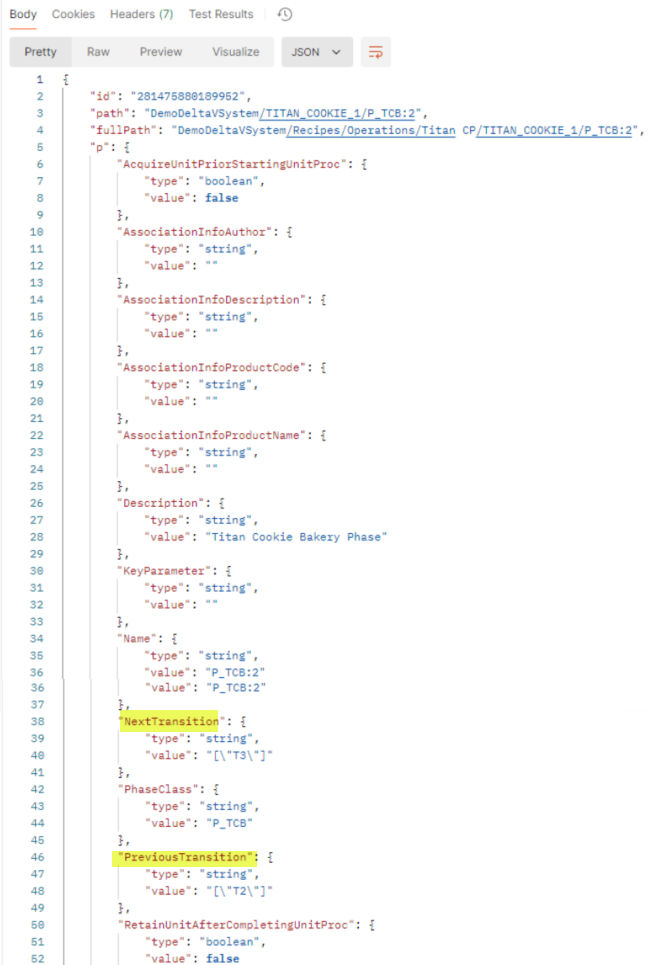 Body Cookies Headers (7) Test Results
Pretty Raw Preview Visualize JSON
1 {
2 "id": "281475880189952",
3 "path": "DemoDeltaVSystem/TITAN_COOKIE_1/P_TCB:2",
4 "fullPath": "DemoDeltaVSystem/Recipes/Operations/Titan CP/TITAN_COOKIE_1/P_TCB:2",
5 "p": {
6 "AcquireUnitPriorStartingUnitProc": {
7 "type": "boolean",
8 "value": false
9 },
10 "AssociationInfoAuthor": {
11 "type": "string",
12 "value": ""
13 },
14 "AssociationInfoDescription": {
15 "type": "string",
16 "value": ""
17 },
18 "AssociationInfoProductCode": {
19 "type": "string",
20 "value": ""
21 },
22 "AssociationInfoProductName": {
23 "type": "string",
24 "value": ""
25 },
26 "Description": {
27 "type": "string",
28 "value": "Titan Cookie Bakery Phase"
29 },
30 "KeyParameter": {
31 "type": "string",
32 "value": ""
33 },
34 "Name": {
35 "type": "string",
36 "value": "P_TCB:2"
36 "value": "P_TCB:2"
37 },
38 "NextTransition": {
39 "type": "string",
40 "value": "[\"T3\"]"
41 },
42 "PhaseClass": {
43 "type": "string",
44 "value": "P_TCB"
45 },
46 "PreviousTransition": {
47 "type": "string",
48 "value": "[\"T2\"]"
49 },
50 "RetainUnitAfterCompletingUnitProc": {
51 "type": "boolean",
52 "value": false